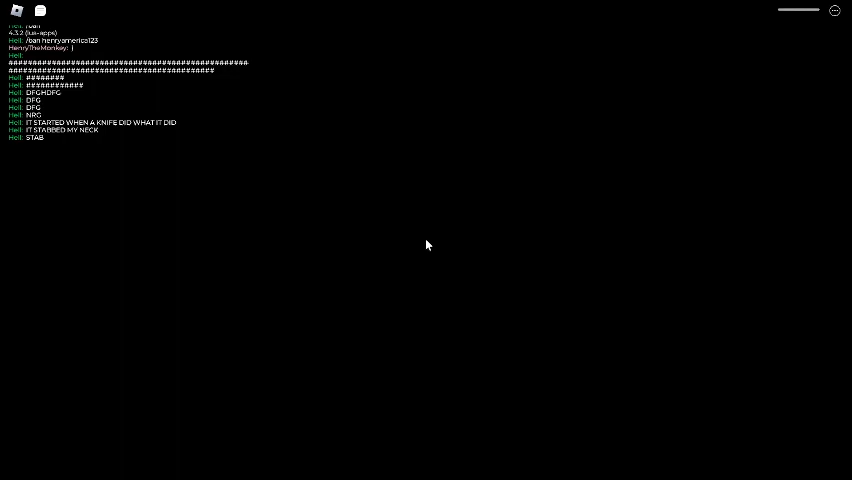 Hell: /ban
4.3.2 (lua-apps)
Hell: /ban henryamerica123
HenryTheMonkey: )
Hell:
##################################################
###########################################
Hell: ########
Hell: ############
Hell: DFGHDFG
Hell: DFG
Hell: DFG
Hell: NRG
Hell: IT STARTED WHEN A KNIFE DID WHAT IT DID
Hell: IT STABBED MY NECK
Hell: STAB